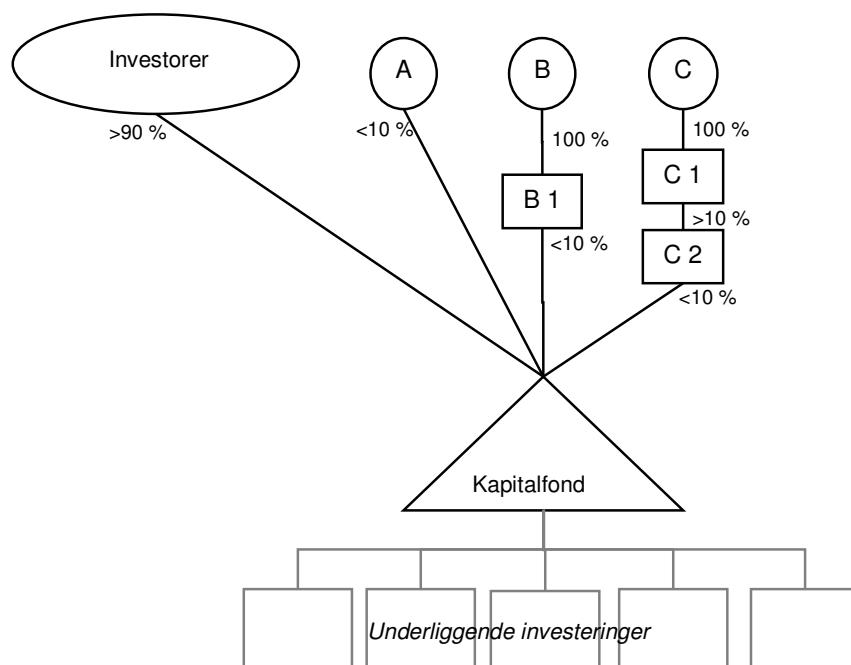 Investorer
A
B
C
>90 %
<10 %
100 %
100 %
B 1
C 1
<10 %
>10 %
C 2
<10 %
Kapitalfond
Underliggende investeringer